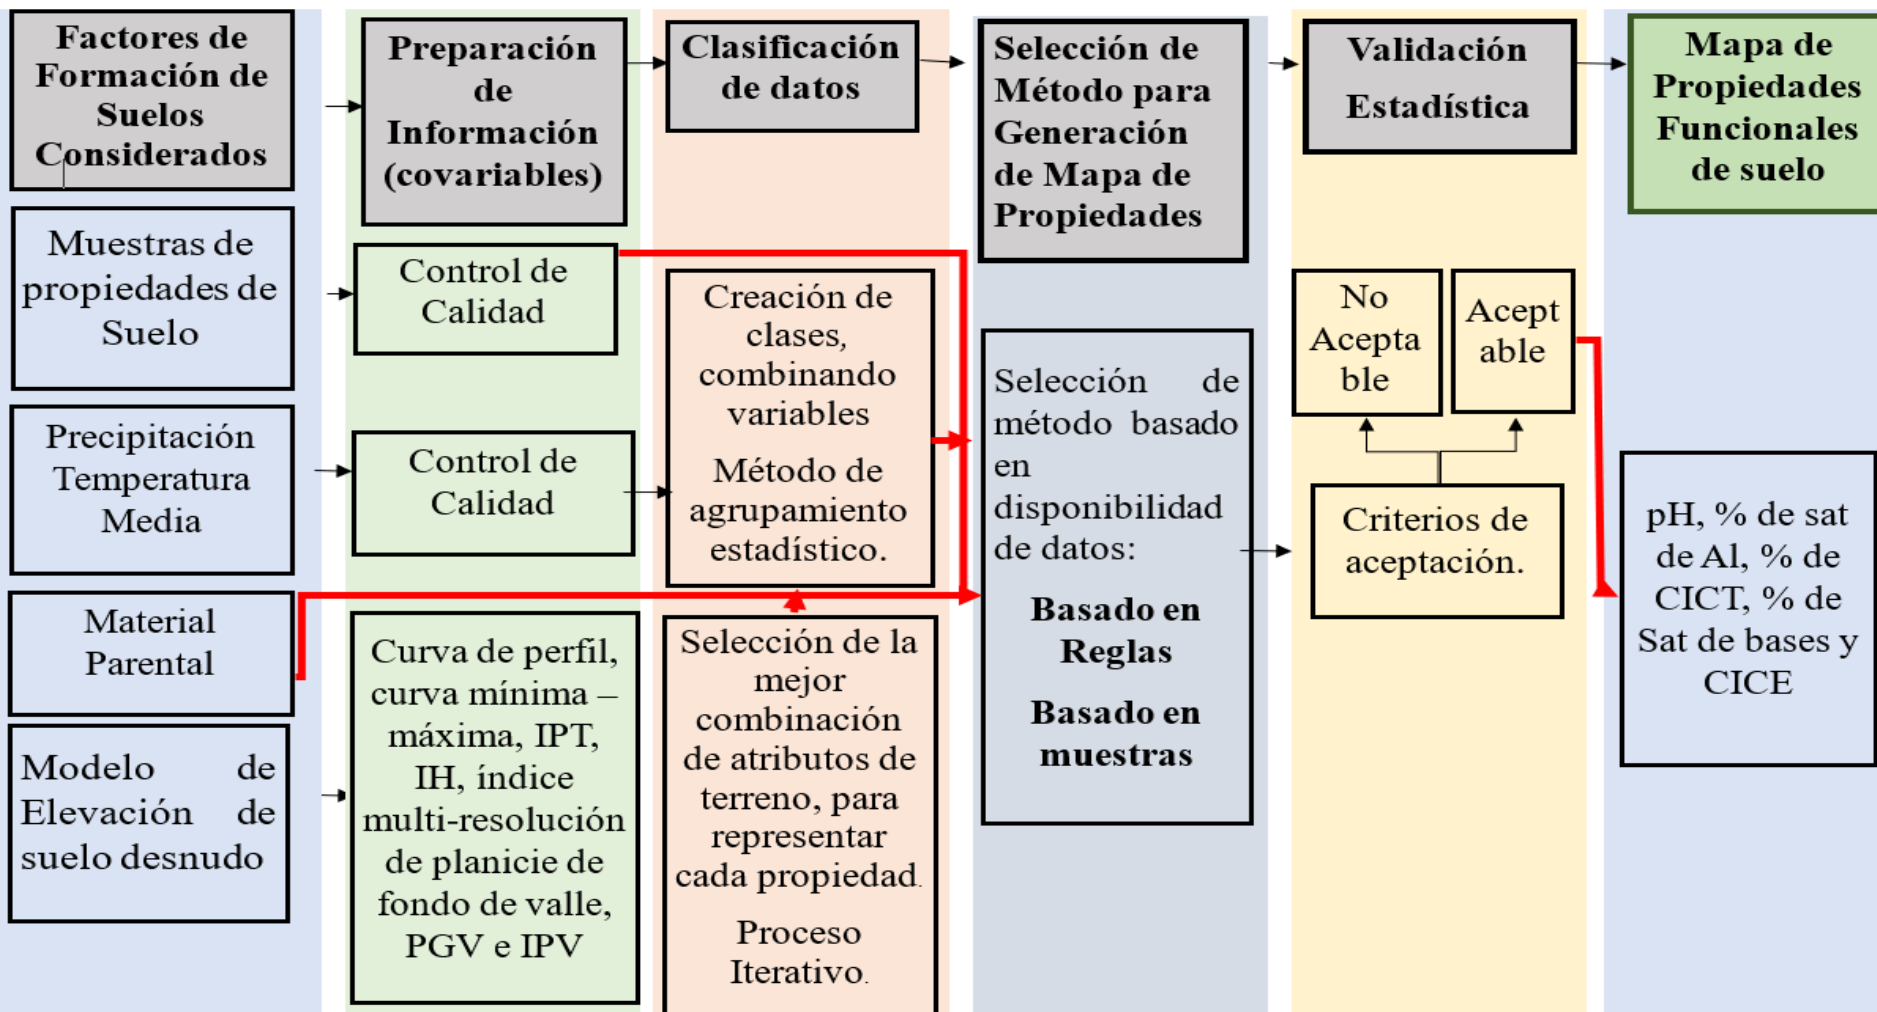 Factores de
Formación de
Suelos
Considerados
Muestras de
propiedades de
Suelo
Precipitación
Temperatura
Media
Material
Parental
Modelo de
Elevación de
suelo desnudo
Preparación
de
Información
(covariables)
Control de
Calidad
Control de
Calidad
Curva de perfil,
curva mínima –
máxima, IPT,
IH, índice
multi-resolución
de planicie de
fondo de valle,
PGV e IPV
Clasificación
de datos
Creación de
clases,
combinando
variables
Método de
agrupamiento
estadístico.
Selección de la
mejor
combinación
de atributos de
terreno, para
representar
cada propiedad.
Proceso
Iterativo.
Selección de
Método para
Generación
de Mapa de
Propiedades
Selección de
método basado
en
disponibilidad
de datos:
Basado en
Reglas
Basado en
muestras
Validación
Estadística
No
Acepta
ble
Acept
able
Criterios de
aceptación.
Mapa de
Propiedades
Funcionales
de suelo
pH, % de sat
de Al, % de
CICT, % de
Sat de bases y
CICE